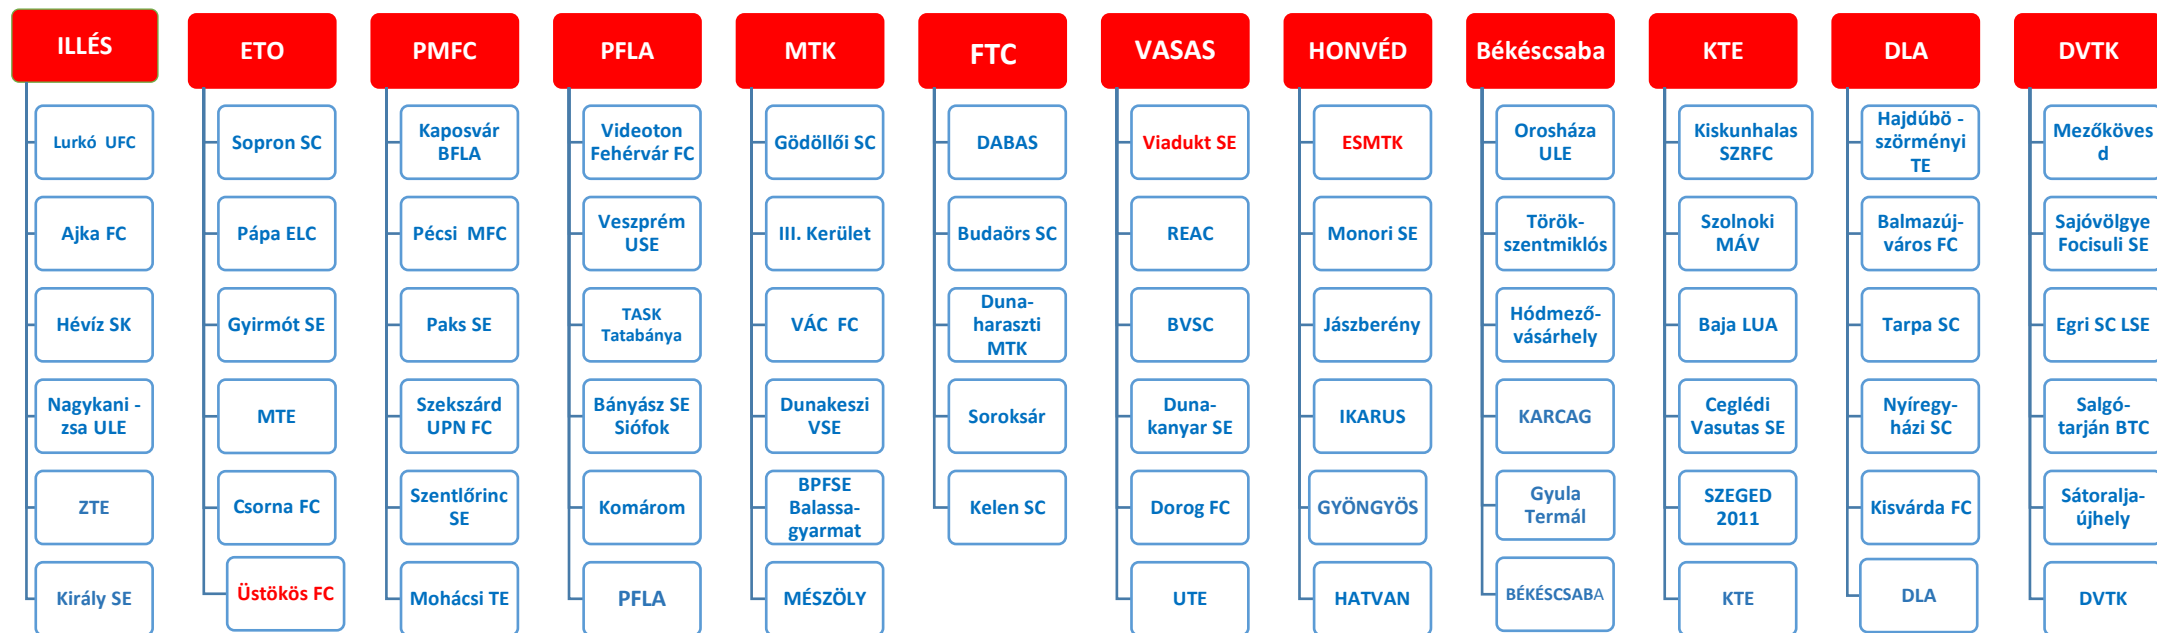 ILLÉS
Lurkó UFC
Ajka FC
Hévíz SK
Nagykani -
zsa ULE
ZTE
Király SE
ETO
Sopron SC
Pápa ELC
Gyirmót SE
MTE
Csorna FC
Üstökös FC
PMFC
Kaposvár
BFLA
Pécsi MFC
Paks SE
Szekszárd
UPN FC
Szentlőrinc
SE
Mohácsi TE
PFLA
Videoton
Fehérvár FC
Veszprém
USE
TASK
Tatabánya
Bányász SE
Siófok
Komárom
PFLA
MTK
Gödöllői SC
III. Kerület
VÁC FC
Dunakeszi
VSE
BPFSE
Balassa-
gyarmat
MÉSZÖLY
FTC
DABAS
Budaörs SC
Duna-
haraszti
MTK
Soroksár
Kelen SC
VASAS
Viadukt SE
REAC
BVSC
Duna-
kanyar SE
Dorog FC
UTE
HONVÉD
ESMTK
Monori SE
Jászberény
IKARUS
GYÖNGYÖS
HATVAN
Békéscsaba
Orosháza
ULE
Török-
szentmiklós
Hódmező-
vásárhely
KARCAG
Gyula
Termál
BÉKÉSCSABA
KTE
Kiskunhalas
SZRFC
Szolnoki
MÁV
Baja LUA
Ceglédi
Vasutas SE
SZEGED
2011
KTE
DLA
Hajdúbö -
szörményi
TE
Balmazúj-
város FC
Tarpa SC
Nyíregy-
házi SC
Kisvárda FC
DLA
DVTK
Mezőköves
d
Sajóvölgye
Focisuli SE
Egri SC LSE
Salgó-
tarján BTC
Sátoralja-
újhely
DVTK